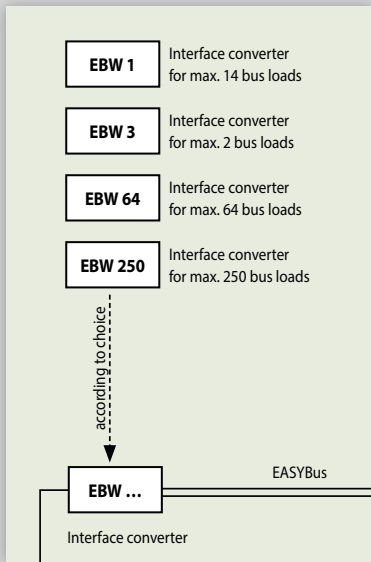 EBW 1
Interface converter
for max. 14 bus loads
EBW 3
Interface converter
for max. 2 bus loads
EBW 64
Interface converter
for max. 64 bus loads
EBW 250
Interface converter
for max. 250 bus loads
according to choice
EBW ...
EASYBus
Interface converter